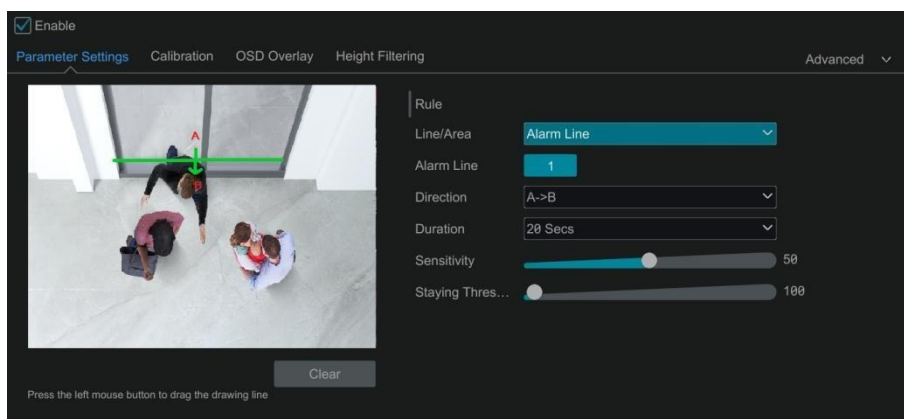 Enable
Parameter Settings Calibration OSD Overlay Height Filtering Advanced
A
B
Rule
Line/Area Alarm Line
Alarm Line 1
Direction A->B
Duration 20 Secs
Sensitivity 50
Staying Thres... 100
Clear
Press the left mouse button to drag the drawing line